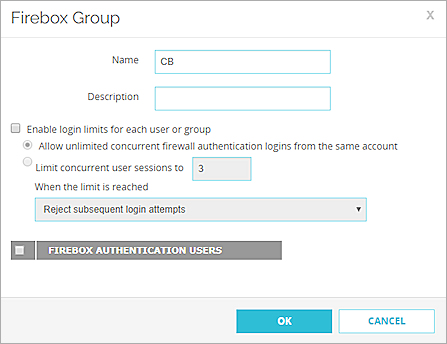 Firebox Group
X
Name
CB
Description
Enable login limits for each user or group
Allow unlimited concurrent firewall authentication logins from the same account
Limit concurrent user sessions to 3
When the limit is reached
Reject subsequent login attempts
FIREBOX AUTHENTICATION USERS
OK CANCEL